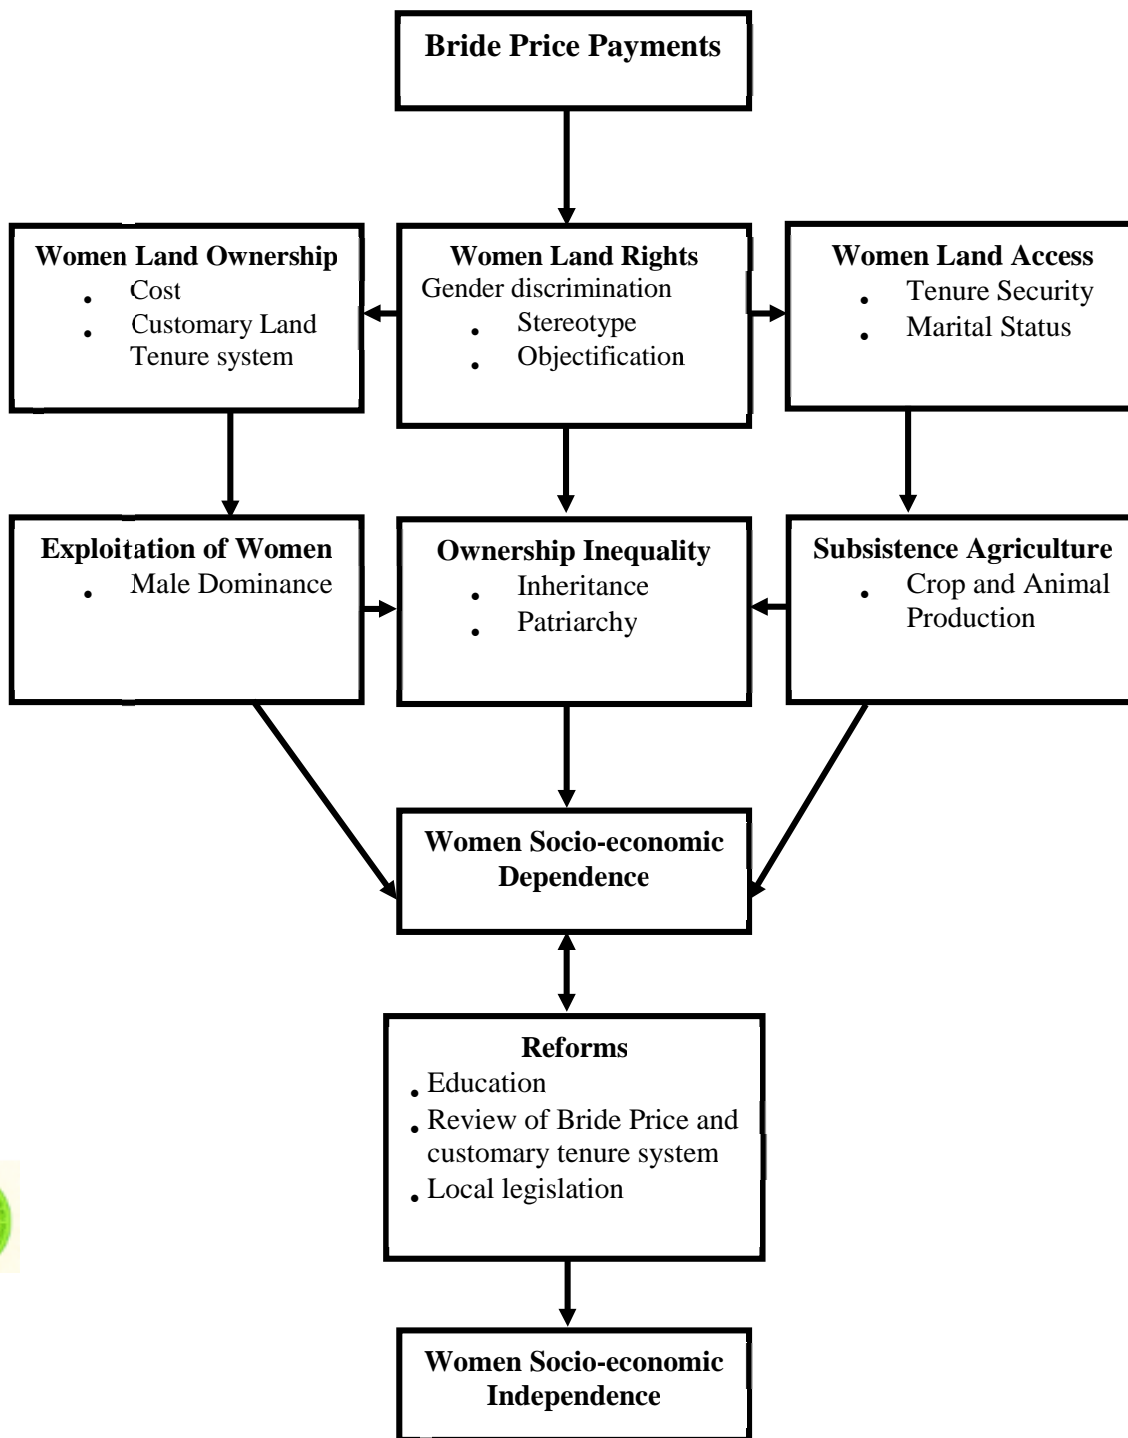 Bride Price Payments
Women Land Ownership
• Cost
• Customary Land
Tenure system
Women Land Rights
Gender discrimination
• Stereotype
• Objectification
Women Land Access
• Tenure Security
• Marital Status
Exploitation of Women
• Male Dominance
Ownership Inequality
• Inheritance
• Patriarchy
Subsistence Agriculture
• Crop and Animal
Production
Women Socio-economic
Dependence
Reforms
• Education
• Review of Bride Price and
customary tenure system
• Local legislation
Women Socio-economic
Independence